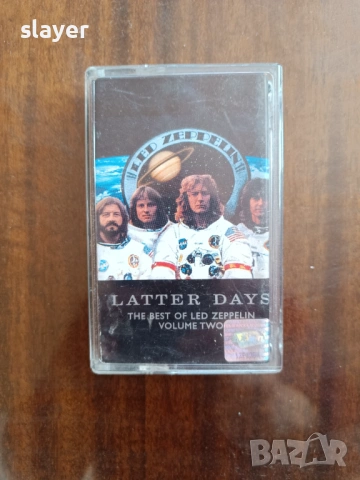 slayer
LED ZEPPELIN
LATTER DAYS
THE BEST OF LED ZEPPELIN
VOLUME TWO
BAZAR